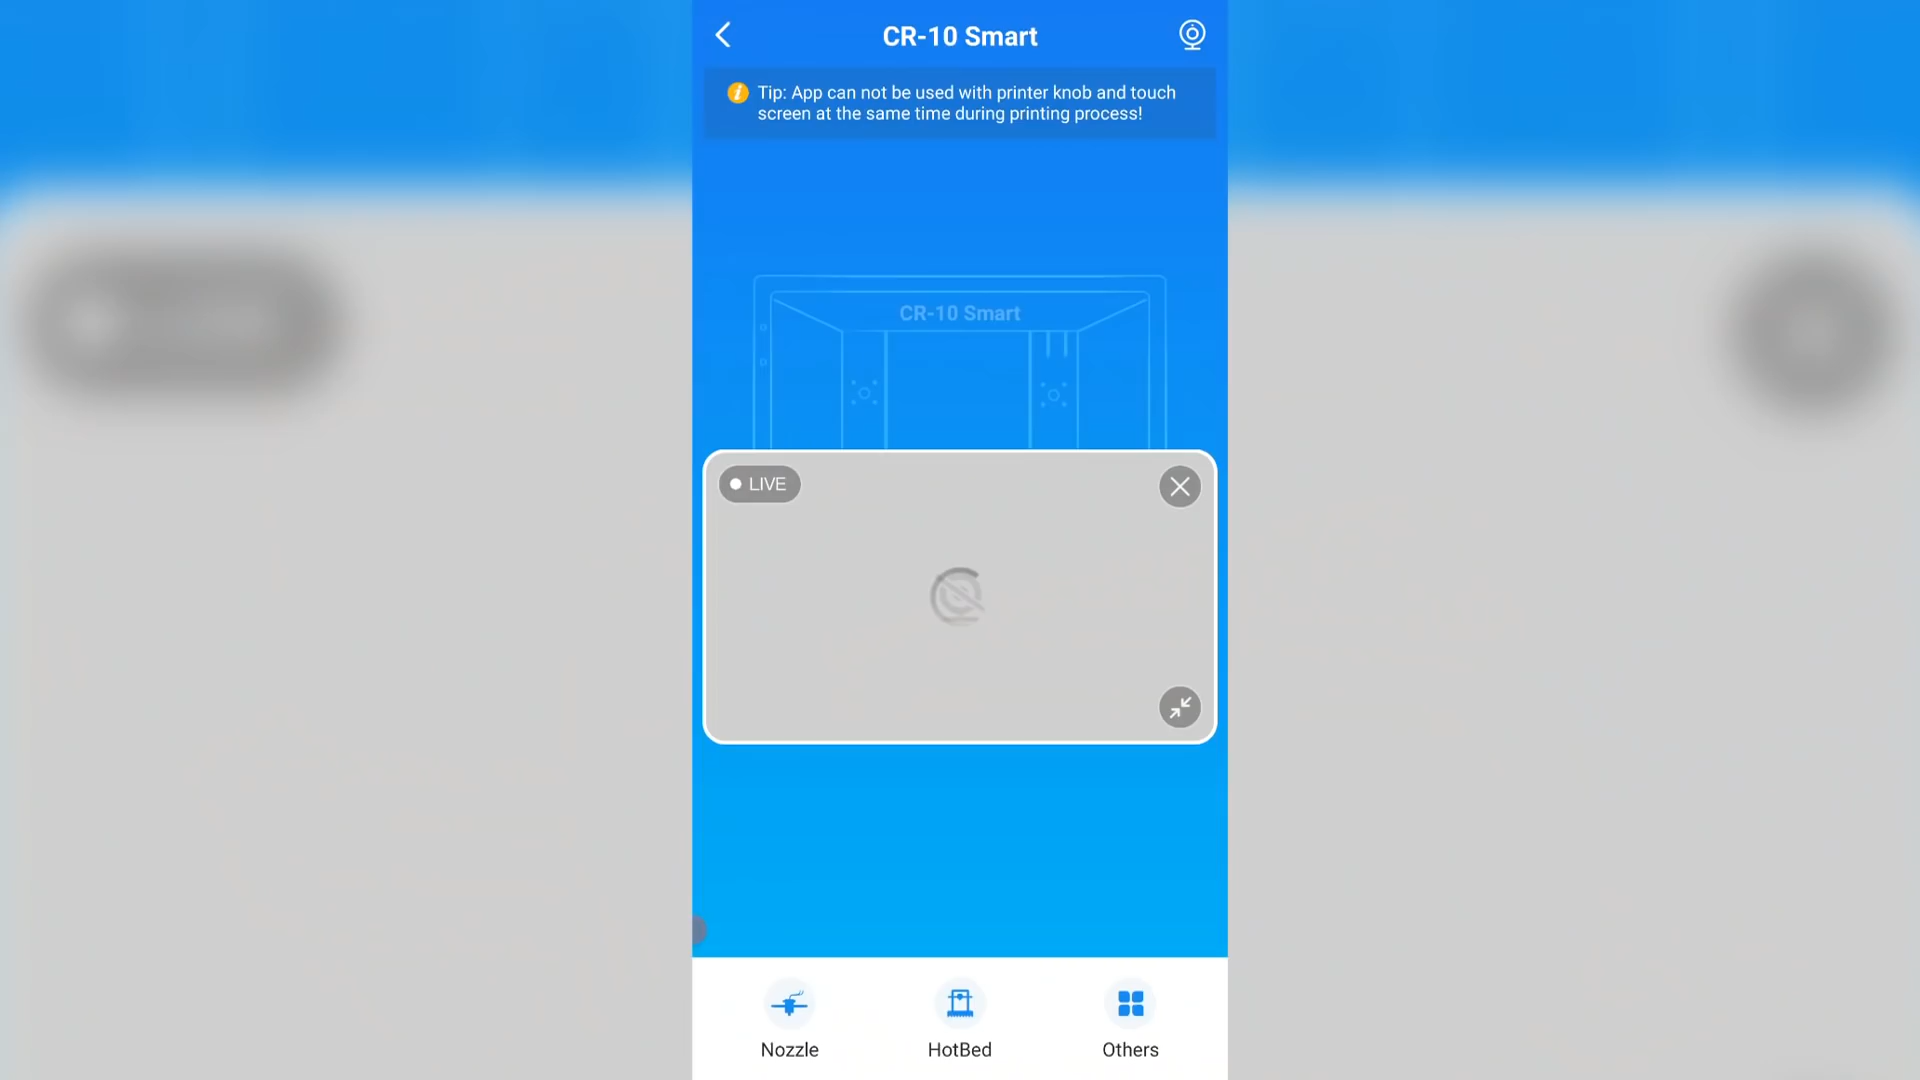 CR-10 Smart
Tip: App can not be used with printer knob and touch
screen at the same time during printing process!
CR-10 Smart
LIVE
Nozzle
HotBed
Others